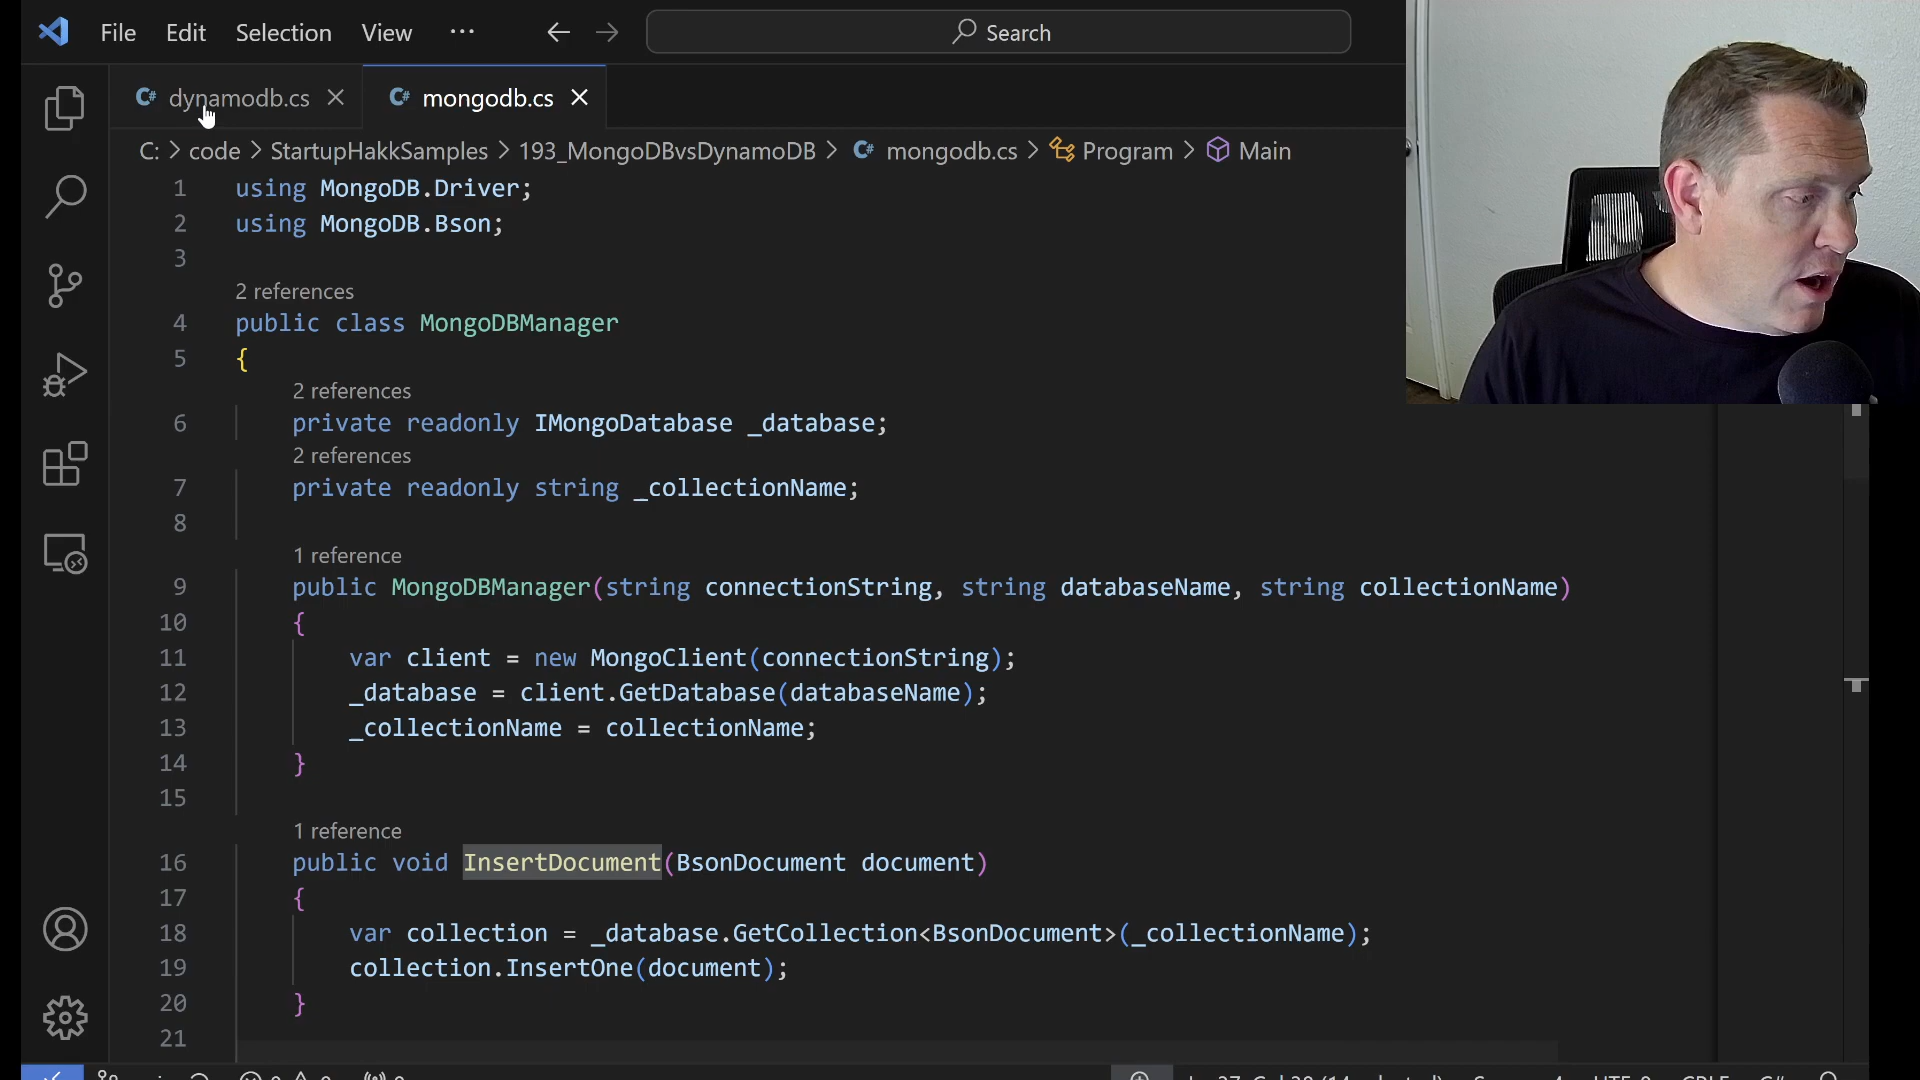 File Edit Selection View ··· Search
C# dynamodb.cs C# mongodb.cs
C: > code > StartupHakkSamples > 193_MongoDBvsDynamoDB > C# mongodb.cs > Program > Main
1 using MongoDB.Driver;
2 using MongoDB.Bson;
3
2 references
4 public class MongoDBManager
5 {
2 references
6 private readonly IMongoDatabase _database;
2 references
7 private readonly string _collectionName;
8
1 reference
9 public MongoDBManager(string connectionString, string databaseName, string collectionName)
10 {
11 var client = new MongoClient(connectionString);
12 _database = client.GetDatabase(databaseName);
13 _collectionName = collectionName;
14 }
15
1 reference
16 public void InsertDocument(BsonDocument document)
17 {
18 var collection = _database.GetCollection<BsonDocument>(_collectionName);
19 collection.InsertOne(document);
20 }
21